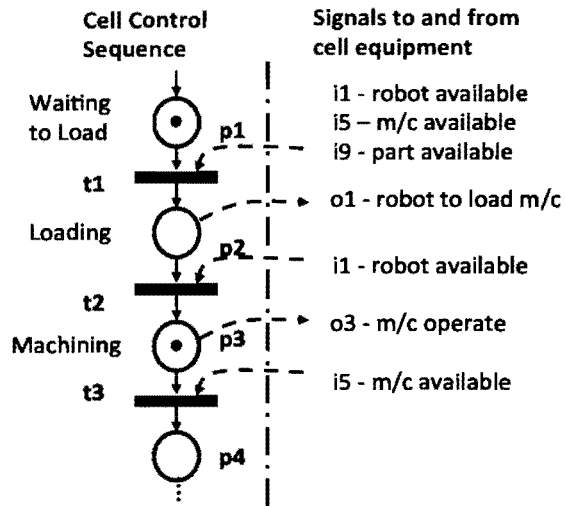 Cell Control
Sequence
Signals to and from
cell equipment
Waiting
to Load
p1
i1 - robot available
i5 – m/c available
i9 - part available
t1
o1 - robot to load m/c
Loading
p2
i1 - robot available
t2
o3 - m/c operate
Machining
p3
i5 - m/c available
t3
p4